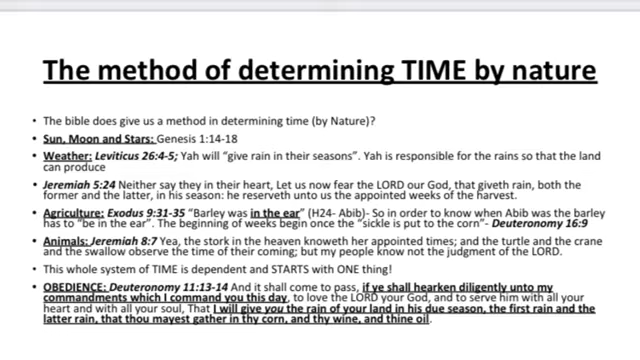 The method of determining TIME by nature
• The bible does give us a method in determining time (by Nature)?
• Sun, Moon and Stars: Genesis 1:14-18
• Weather: Leviticus 26:4-5; Yah will “give rain in their seasons”. Yah is responsible for the rains so that the land
can produce
• Jeremiah 5:24 Neither say they in their heart, Let us now fear the LORD our God, that giveth rain, both the
former and the latter, in his season: he reserveth unto us the appointed weeks of the harvest.
• Agriculture: Exodus 9:31-35 “Barley was in the ear” (H24- Abib)- So in order to know when Abib was the barley
has to “be in the ear”. The beginning of weeks begin once the “sickle is put to the corn”- Deuteronomy 16:9
• Animals: Jeremiah 8:7 Yea, the stork in the heaven knoweth her appointed times; and the turtle and the crane
and the swallow observe the time of their coming; but my people know not the judgment of the LORD.
• This whole system of TIME is dependent and STARTS with ONE thing!
• OBEDIENCE: Deuteronomy 11:13-14 And it shall come to pass, if ye shall hearken diligently unto my
commandments which I command you this day, to love the LORD your God, and to serve him with all your
heart and with all your soul, That I will give you the rain of your land in his due season, the first rain and the
latter rain, that thou mayest gather in thy corn, and thy wine, and thine oil.